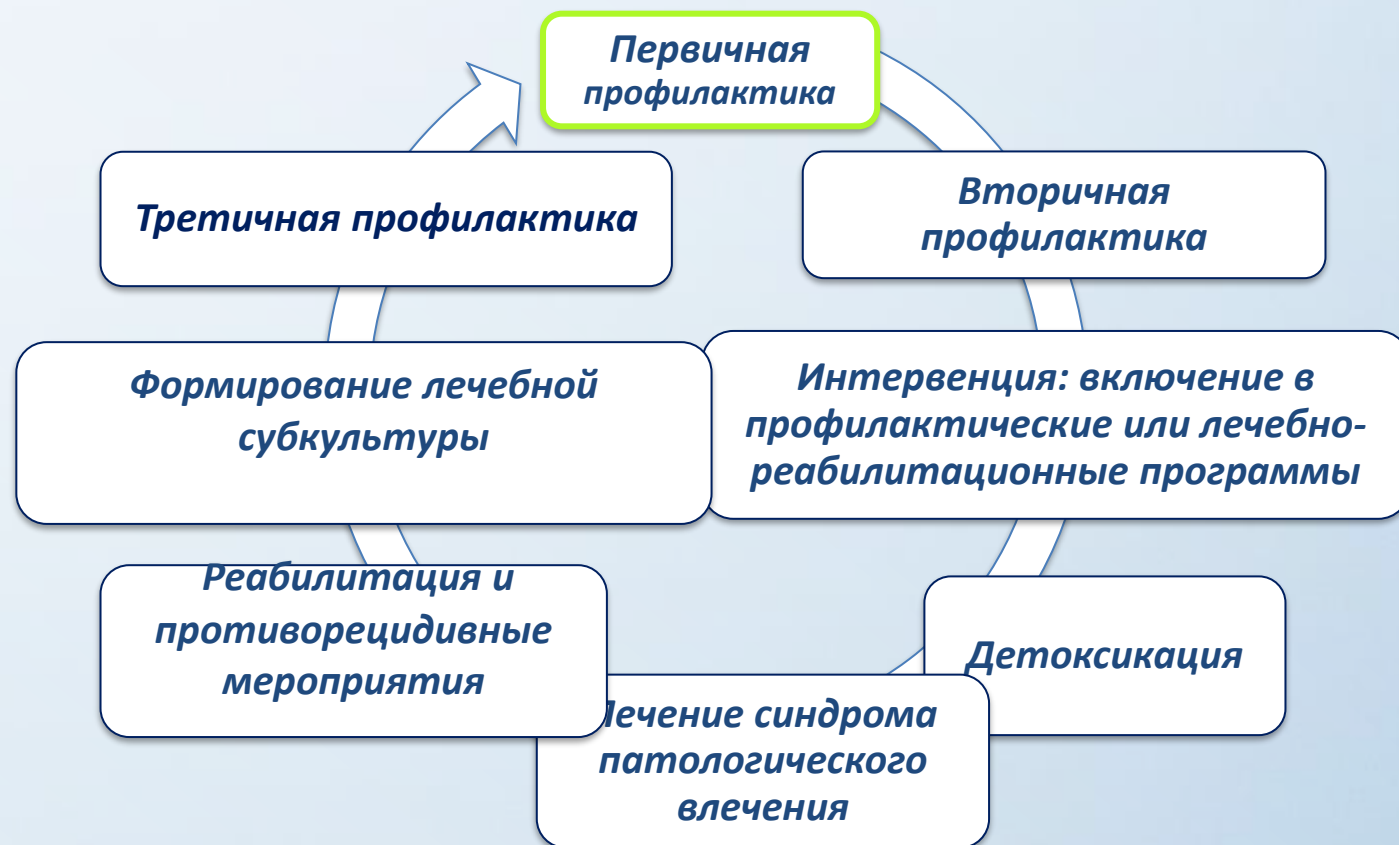 Первичная
профилактика
Вторичная
профилактика
Интервенция: включение в
профилактические или лечебно-
реабилитационные программы
Детоксикация
Лечение синдрома
патологического
влечения
Реабилитация и
противорецидивные
мероприятия
Формирование лечебной
субкультуры
Третичная профилактика